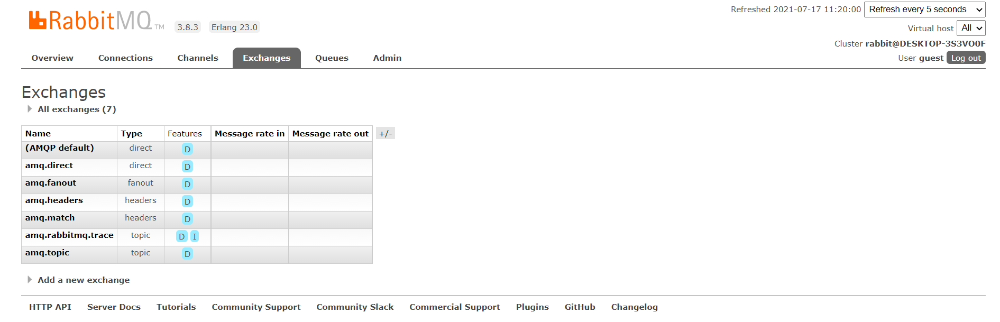 RabbitMQ TM 3.8.3 Erlang 23.0
Refreshed 2021-07-17 11:20:00 Refresh every 5 seconds
Virtual host All
Cluster rabbit@DESKTOP-3S3VO0F
User guest Log out
Overview Connections Channels Exchanges Queues Admin
Exchanges
All exchanges (7)
Name Type Features Message rate in Message rate out +/-
(AMQP default) direct D
amq.direct direct D
amq.fanout fanout D
amq.headers headers D
amq.match headers D
amq.rabbitmq.trace topic D I
amq.topic topic D
Add a new exchange
HTTP API Server Docs Tutorials Community Support Community Slack Commercial Support Plugins GitHub Changelog